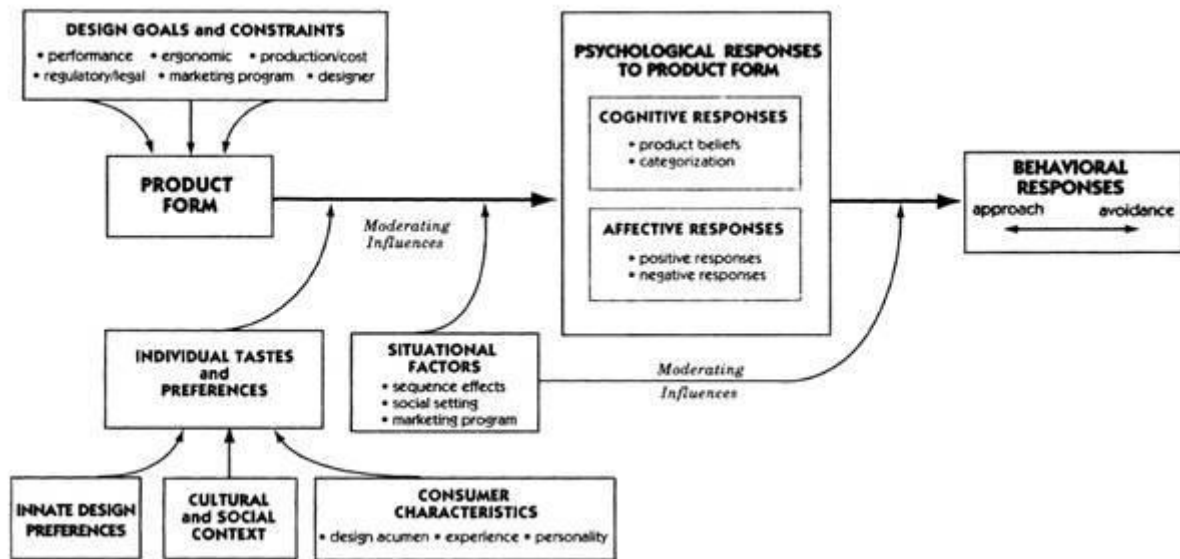 DESIGN GOALS and CONSTRAINTS
• performance • ergonomic • production/cost
• regulatory/legal • marketing program • designer
PRODUCT
FORM
Moderating
Influences
PSYCHOLOGICAL RESPONSES
TO PRODUCT FORM
COGNITIVE RESPONSES
• product beliefs
• categorization
AFFECTIVE RESPONSES
• positive responses
• negative responses
BEHAVIORAL
RESPONSES
approach avoidance
INDIVIDUAL TASTES
and
PREFERENCES
SITUATIONAL
FACTORS
• sequence effects
• social setting
• marketing program
Moderating
Influences
INNATE DESIGN
PREFERENCES
CULTURAL
and SOCIAL
CONTEXT
CONSUMER
CHARACTERISTICS
• design acumen • experience • personality